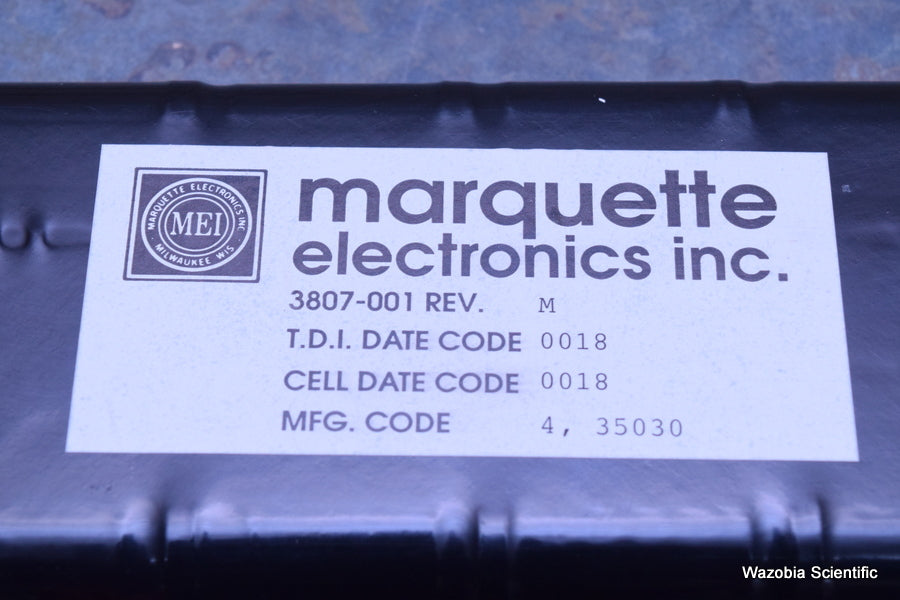 MARQUETTE ELECTRONICS INC
MEI
MILWAUKEE WIS
marquette
electronics inc.
3807-001 REV. M
T.D.I. DATE CODE 0018
CELL DATE CODE 0018
MFG. CODE 4, 35030
Wazobia Scientific